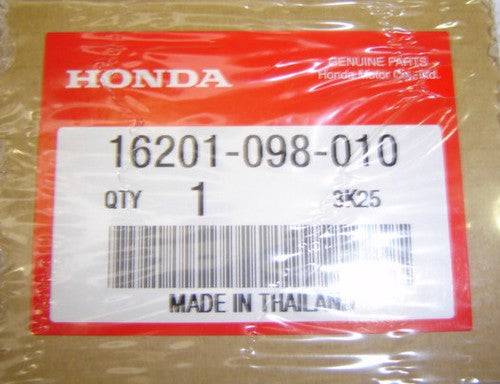 HONDA
GENUINE PARTS
Honda Motor Co., Ltd.
16201-098-010
QTY 1 3K25
MADE IN THAILAND